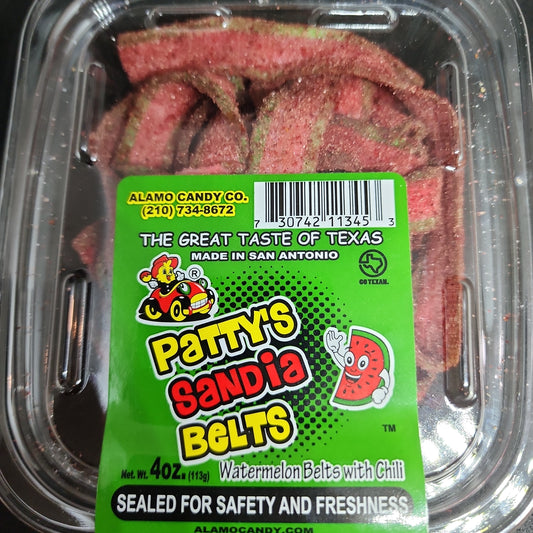 ALAMO CANDY CO.
(210) 734-8672
7 30742 11345 3
THE GREAT TASTE OF TEXAS
MADE IN SAN ANTONIO
GO TEXAN.
®
PATTY'S
SANDIA
BELTS
TM
Net. Wt. 4oz. (113g) Watermelon Belts with Chili
SEALED FOR SAFETY AND FRESHNESS
ALAMOCANDY.COM